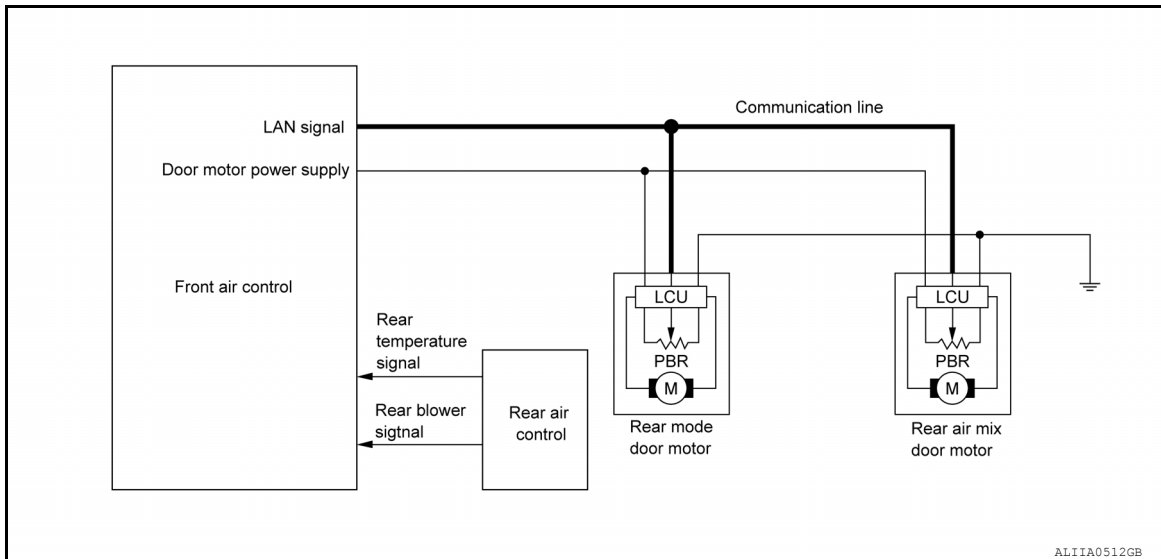 Communication line
LAN signal
Door motor power supply
Front air control
LCU
PBR
M
Rear mode
door motor
LCU
PBR
M
Rear air mix
door motor
Rear
temperature
signal
Rear blower
sigtnal
Rear air
control
ALIIA0512GB